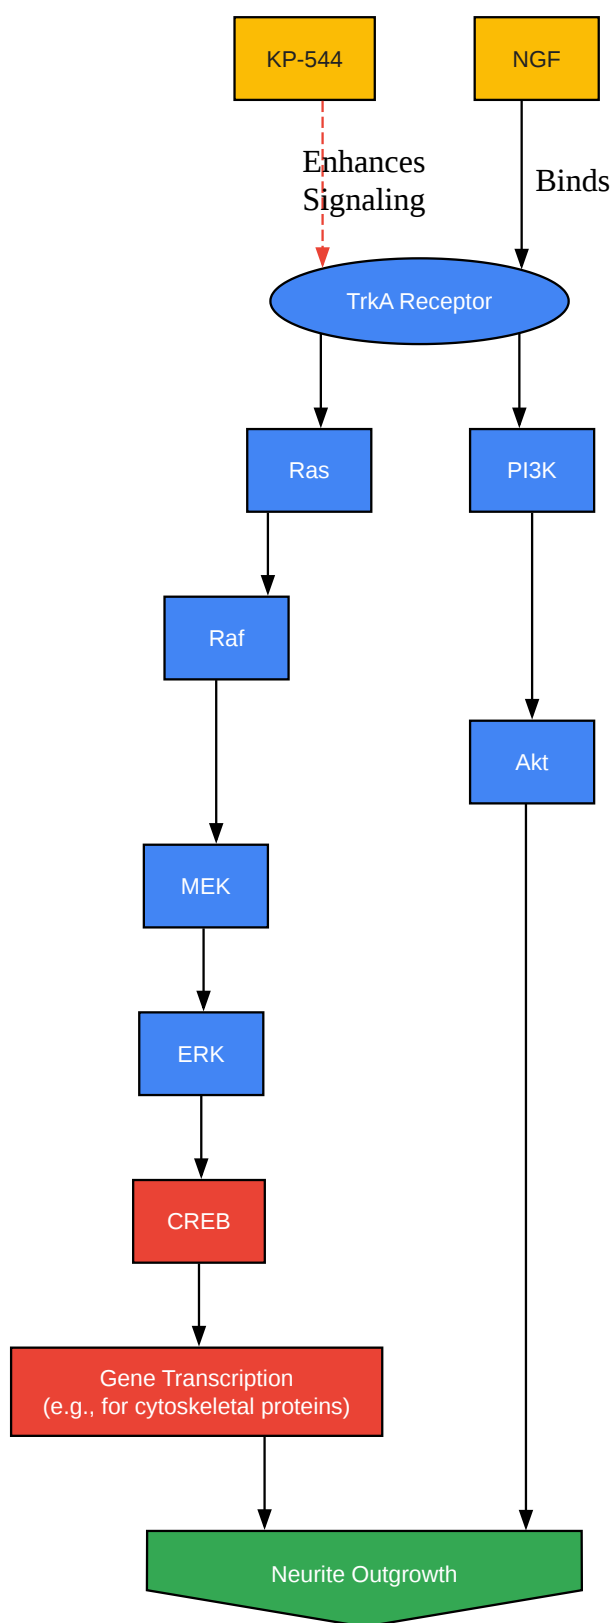 KP-544
NGF
Enhances
Signaling
Binds
TrkA Receptor
Ras
PI3K
Raf
Akt
MEK
ERK
CREB
Gene Transcription
(e.g., for cytoskeletal proteins)
Neurite Outgrowth